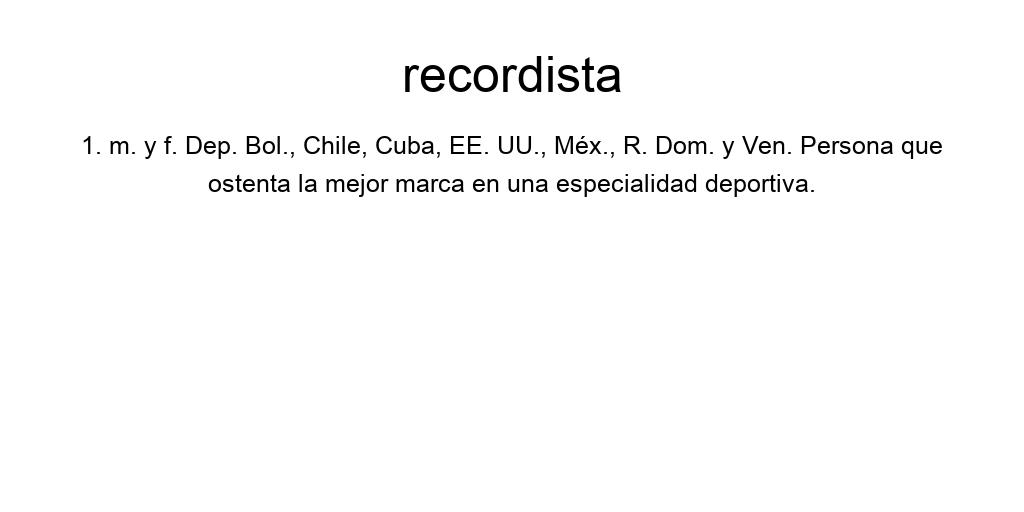 recordista
1. m. y f. Dep. Bol., Chile, Cuba, EE. UU., Méx., R. Dom. y Ven. Persona que
ostenta la mejor marca en una especialidad deportiva.